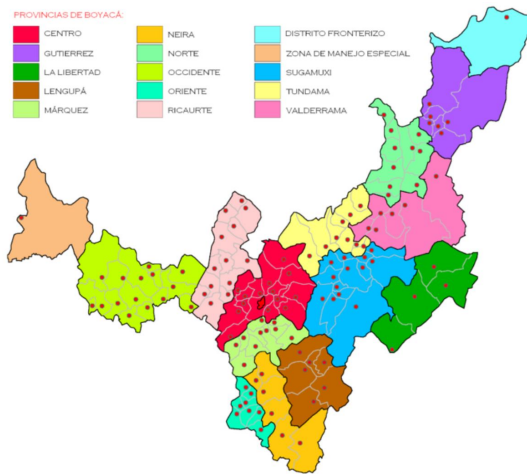 PROVINCIAS DE BOYACÁ:
CENTRO
GUTIERREZ
LA LIBERTAD
LENGUPÁ
MÁRQUEZ
NEIRA
NORTE
OCCIDENTE
ORIENTE
RICAURTE
DISTRITO FRONTERIZO
ZONA DE MANEJO ESPECIAL
SUGAMUXI
TUNDAMA
VALDERRAMA